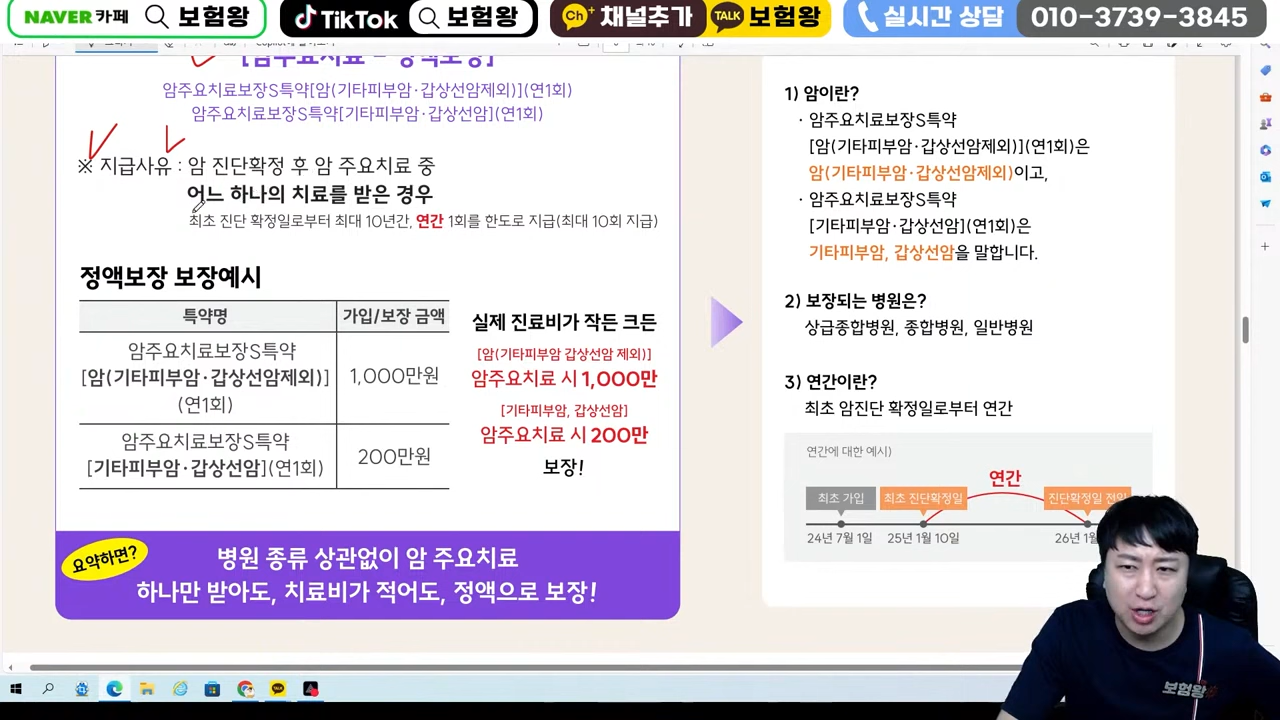 NAVER 카페 보험왕
TikTok 보험왕
Ch+ 채널추가 TALK 보험왕
실시간 상담 010-3739-3845
[암주요치료 - 정액보장]
암주요치료보장S특약[암(기타피부암·갑상선암제외)](연1회)
암주요치료보장S특약[기타피부암·갑상선암](연1회)
※ 지급사유 : 암 진단확정 후 암 주요치료 중
어느 하나의 치료를 받은 경우
최초 진단 확정일로부터 최대 10년간, 연간 1회를 한도로 지급(최대 10회 지급)
정액보장 보장예시
특약명 가입/보장 금액
암주요치료보장S특약
[암(기타피부암·갑상선암제외)]
(연1회)
1,000만원
암주요치료보장S특약
[기타피부암·갑상선암](연1회)
200만원
실제 진료비가 작든 크든
[암(기타피부암 갑상선암 제외)]
암주요치료 시 1,000만
[기타피부암, 갑상선암]
암주요치료 시 200만
보장!
요약하면?
병원 종류 상관없이 암 주요치료
하나만 받아도, 치료비가 적어도, 정액으로 보장!
1) 암이란?
· 암주요치료보장S특약
[암(기타피부암·갑상선암제외)](연1회)은
암(기타피부암·갑상선암제외)이고,
· 암주요치료보장S특약
[기타피부암·갑상선암](연1회)은
기타피부암, 갑상선암을 말합니다.
2) 보장되는 병원은?
상급종합병원, 종합병원, 일반병원
3) 연간이란?
최초 암진단 확정일로부터 연간
연간에 대한 예시)
연간
최초 가입 최초 진단확정일 진단확정일 전일
24년 7월 1일 25년 1월 10일 26년 1월
보험왕